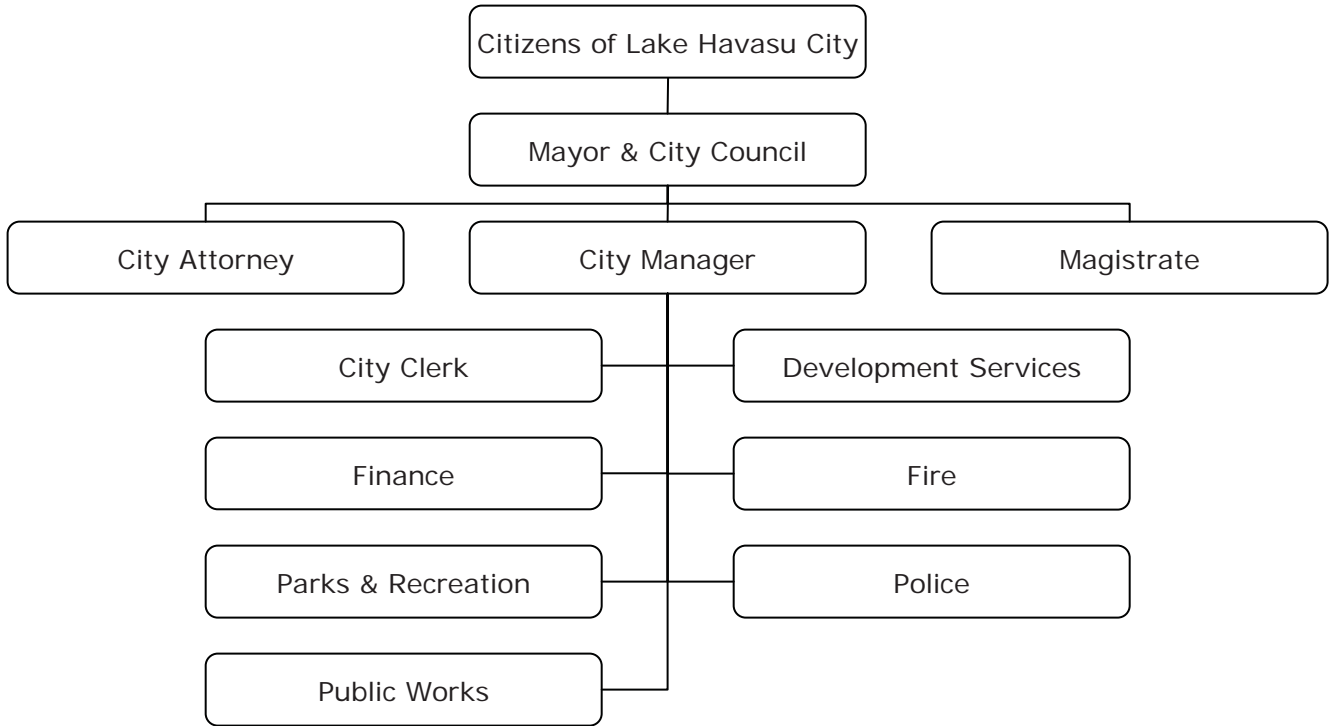 Citizens of Lake Havasu City
Mayor & City Council
City Attorney
City Manager
Magistrate
City Clerk
Development Services
Finance
Fire
Parks & Recreation
Police
Public Works